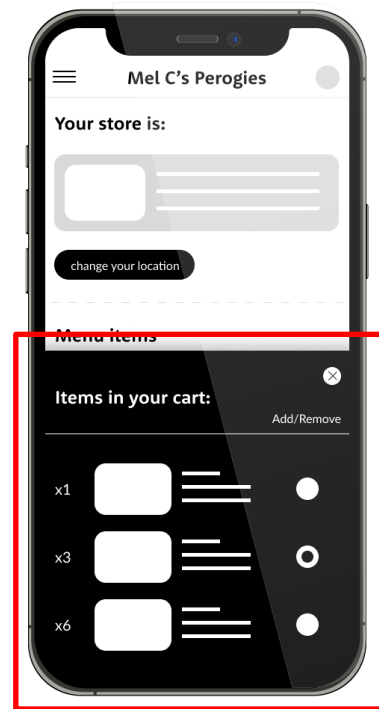 Mel C's Perogies
Your store is:
change your location
Menu items
Items in your cart:
Add/Remove
x1
x3
x6